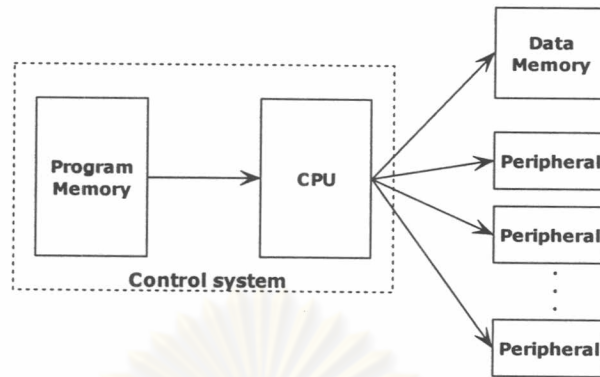 Data
Memory
Program
Memory
CPU
Peripheral
Peripheral
Control system
.
.
.
Peripheral